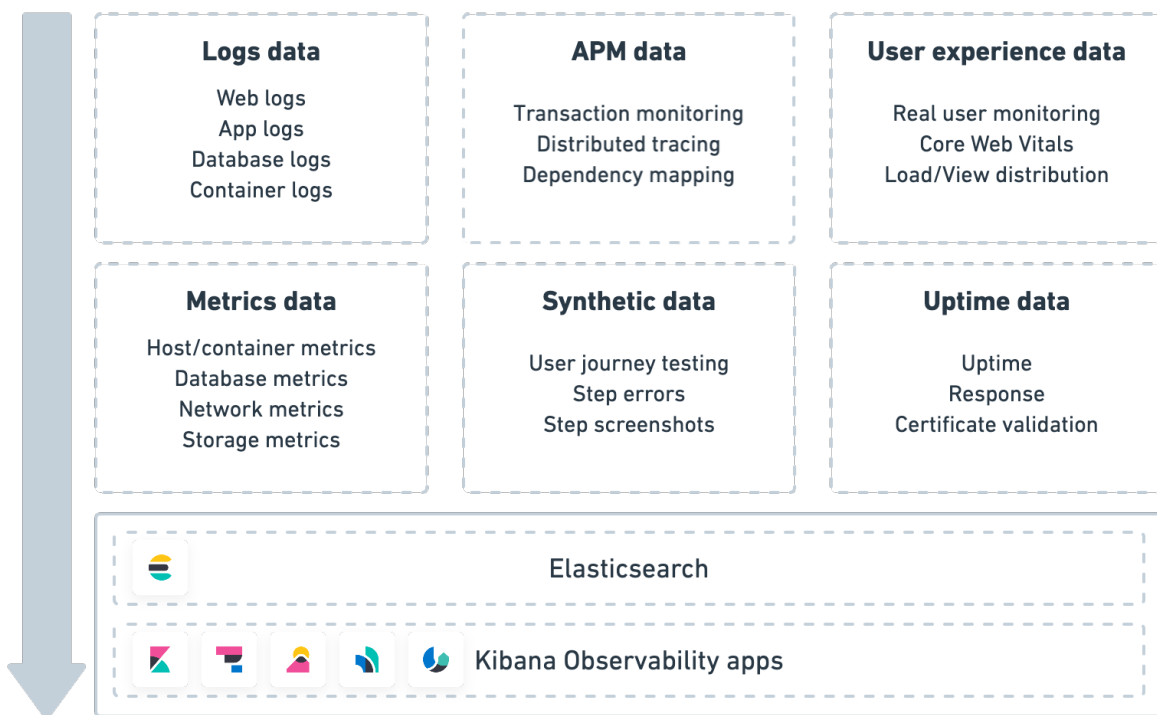 Logs data
Web logs
App logs
Database logs
Container logs
APM data
Transaction monitoring
Distributed tracing
Dependency mapping
User experience data
Real user monitoring
Core Web Vitals
Load/View distribution
Metrics data
Host/container metrics
Database metrics
Network metrics
Storage metrics
Synthetic data
User journey testing
Step errors
Step screenshots
Uptime data
Uptime
Response
Certificate validation
Elasticsearch
Kibana Observability apps